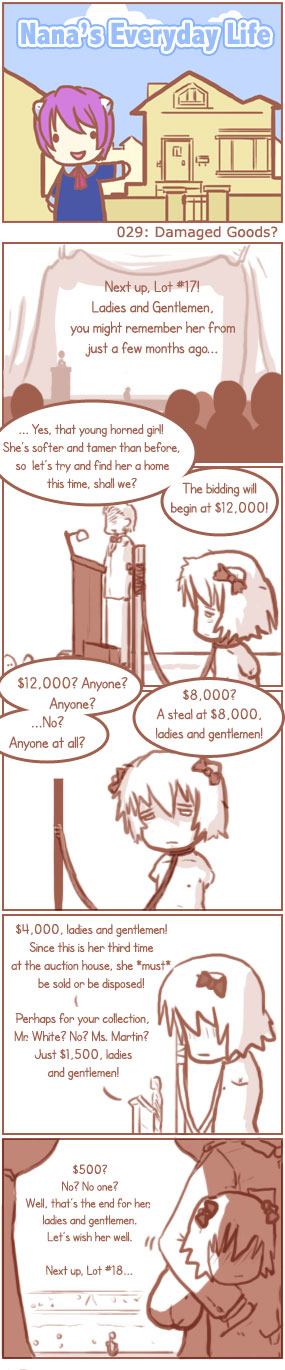 Nana's Everyday Life
029: Damaged Goods?
Next up, Lot #17!
Ladies and Gentlemen,
you might remember her from
just a few months ago...
... Yes, that young horned girl!
She's softer and tamer than before,
so let's try and find her a home
this time, shall we?
The bidding will
begin at $12,000!
$12,000? Anyone?
Anyone?
...No?
Anyone at all?
$8,000?
A steal at $8,000,
ladies and gentlemen!
$4,000, ladies and gentlemen!
Since this is her third time
at the auction house, she *must*
be sold or be disposed!
Perhaps for your collection,
Mr. White? No? Ms. Martin?
Just $1,500, ladies
and gentlemen!
$500?
No? No one?
Well, that's the end for her,
ladies and gentlemen.
Let's wish her well.
Next up, Lot #18...